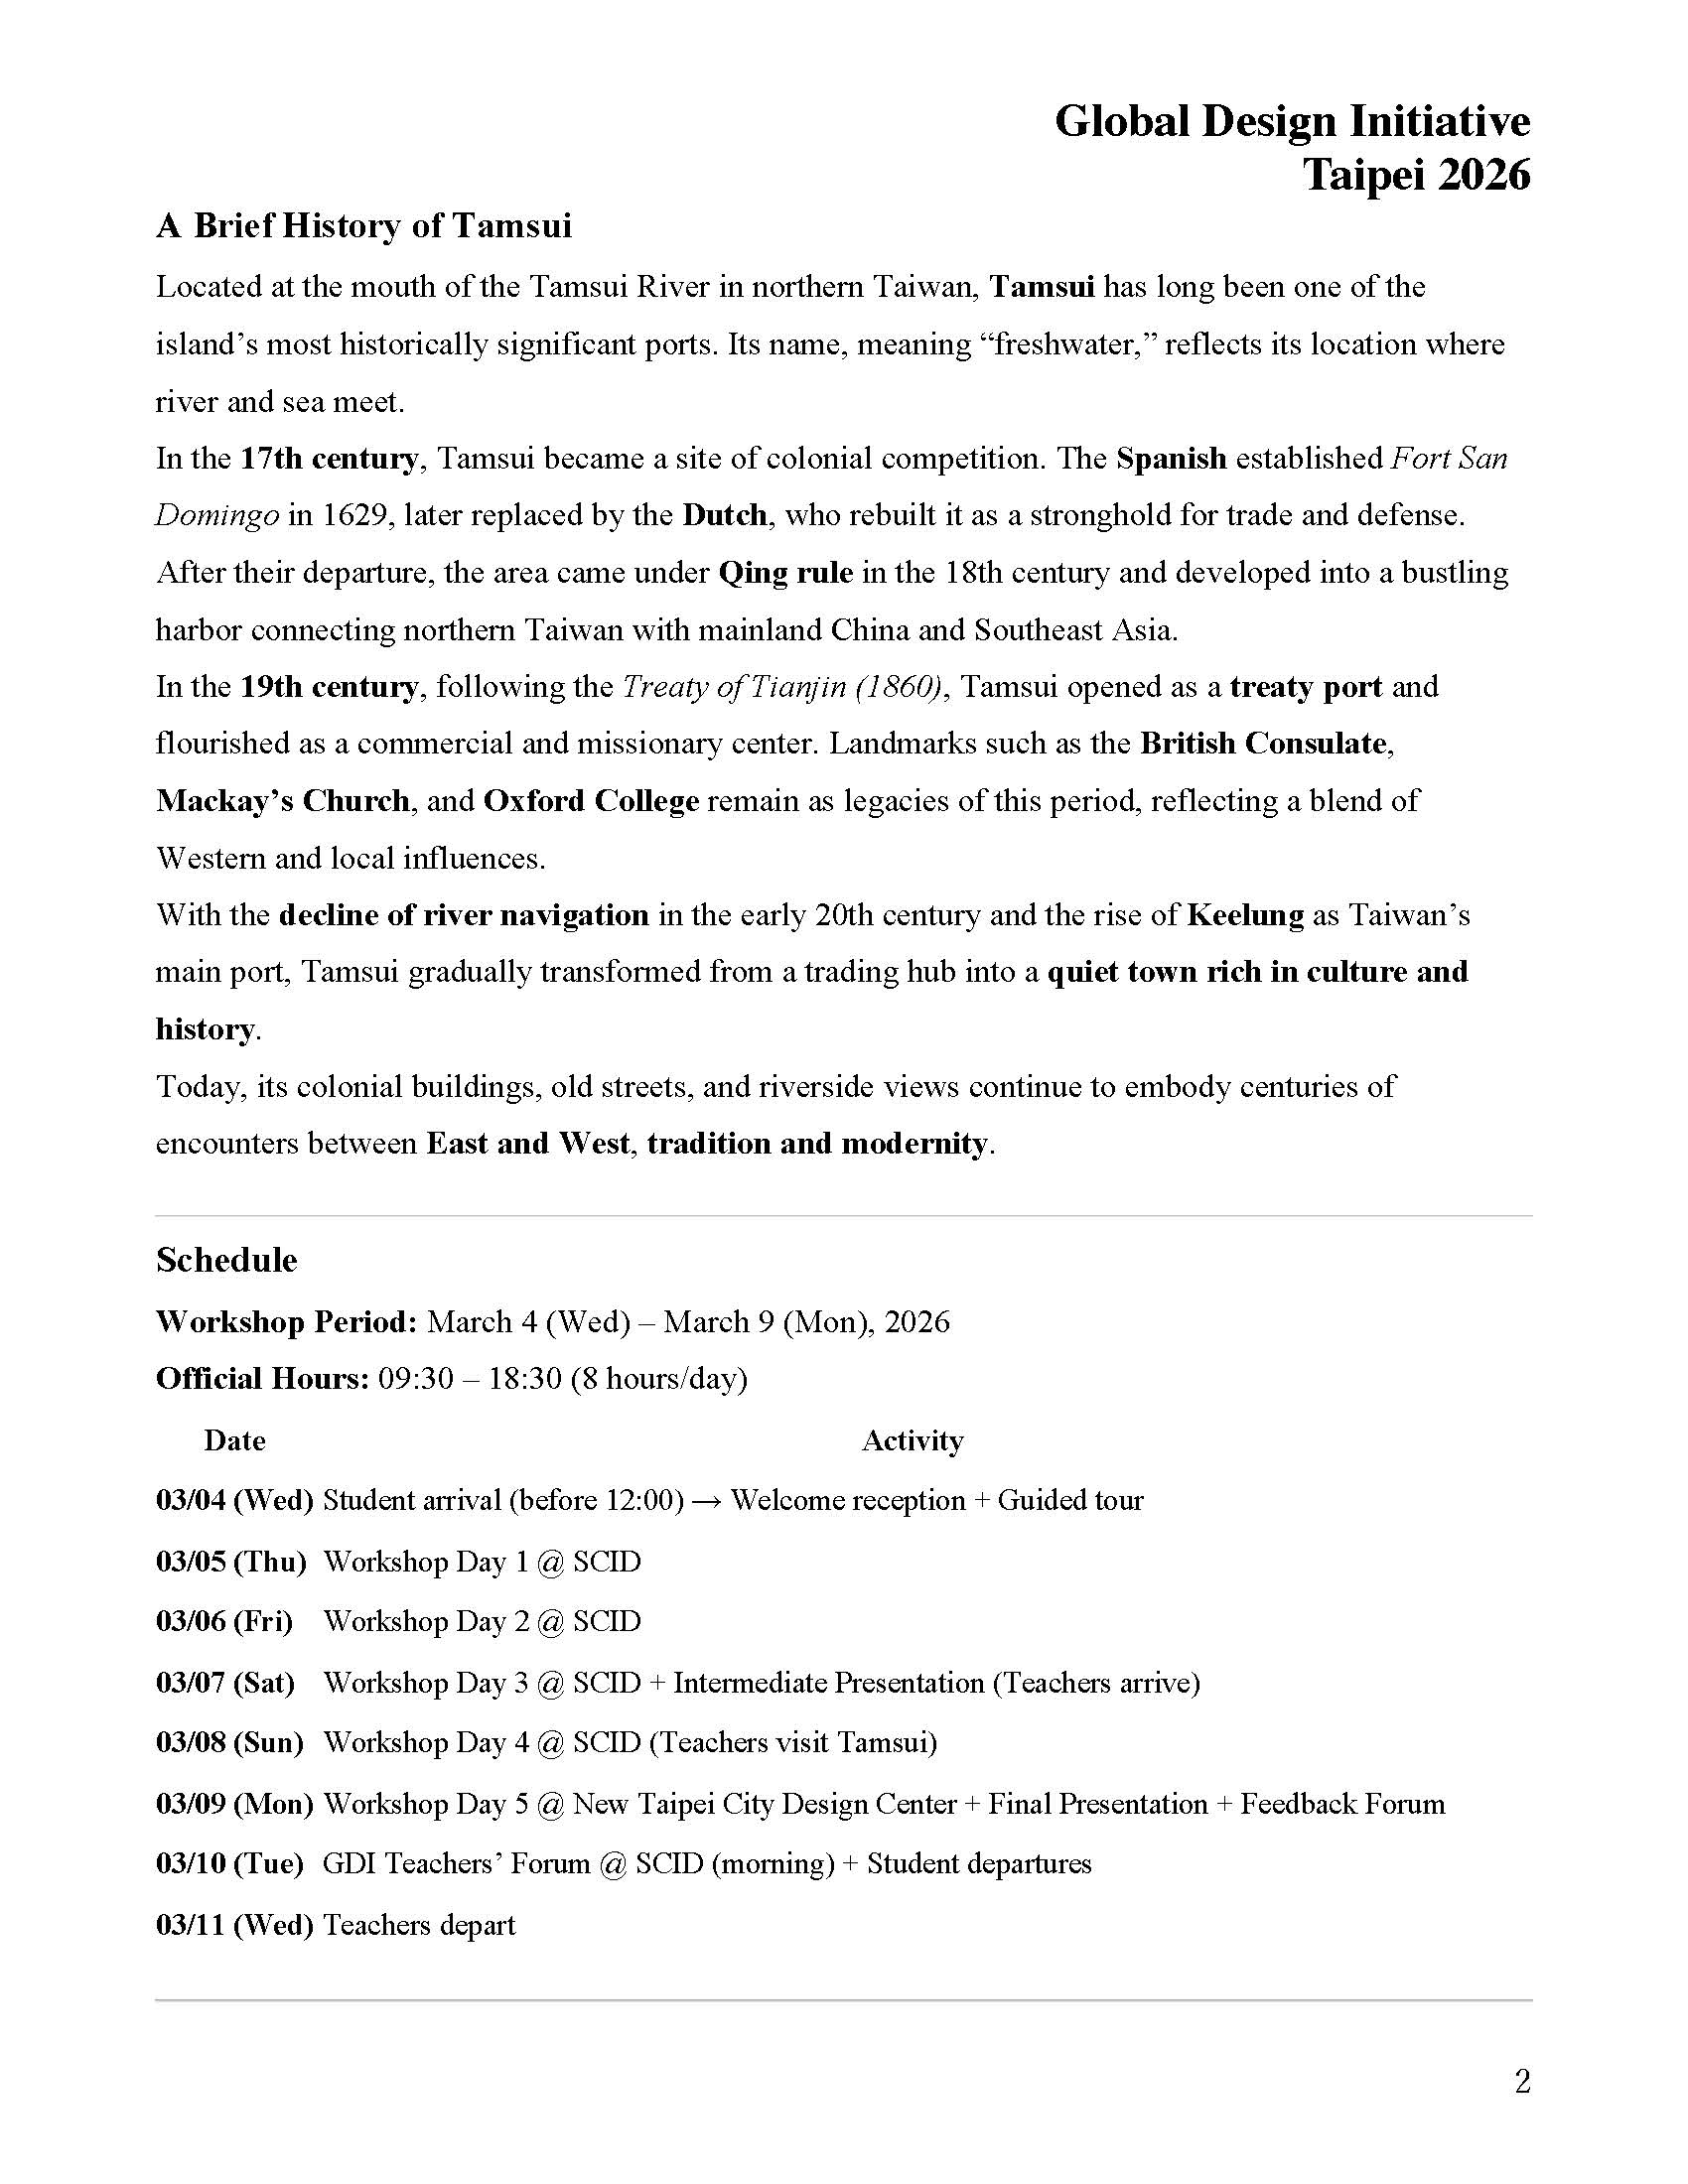 Global Design Initiative
Taipei 2026
A Brief History of Tamsui
Located at the mouth of the Tamsui River in northern Taiwan, Tamsui has long been one of the
island’s most historically significant ports. Its name, meaning “freshwater,” reflects its location where
river and sea meet.
In the 17th century, Tamsui became a site of colonial competition. The Spanish established Fort San
Domingo in 1629, later replaced by the Dutch, who rebuilt it as a stronghold for trade and defense.
After their departure, the area came under Qing rule in the 18th century and developed into a bustling
harbor connecting northern Taiwan with mainland China and Southeast Asia.
In the 19th century, following the Treaty of Tianjin (1860), Tamsui opened as a treaty port and
flourished as a commercial and missionary center. Landmarks such as the British Consulate,
Mackay’s Church, and Oxford College remain as legacies of this period, reflecting a blend of
Western and local influences.
With the decline of river navigation in the early 20th century and the rise of Keelung as Taiwan’s
main port, Tamsui gradually transformed from a trading hub into a quiet town rich in culture and
history.
Today, its colonial buildings, old streets, and riverside views continue to embody centuries of
encounters between East and West, tradition and modernity.
Schedule
Workshop Period: March 4 (Wed) – March 9 (Mon), 2026
Official Hours: 09:30 – 18:30 (8 hours/day)
Date Activity
03/04 (Wed) Student arrival (before 12:00) → Welcome reception + Guided tour
03/05 (Thu) Workshop Day 1 @ SCID
03/06 (Fri) Workshop Day 2 @ SCID
03/07 (Sat) Workshop Day 3 @ SCID + Intermediate Presentation (Teachers arrive)
03/08 (Sun) Workshop Day 4 @ SCID (Teachers visit Tamsui)
03/09 (Mon) Workshop Day 5 @ New Taipei City Design Center + Final Presentation + Feedback Forum
03/10 (Tue) GDI Teachers’ Forum @ SCID (morning) + Student departures
03/11 (Wed) Teachers depart
2